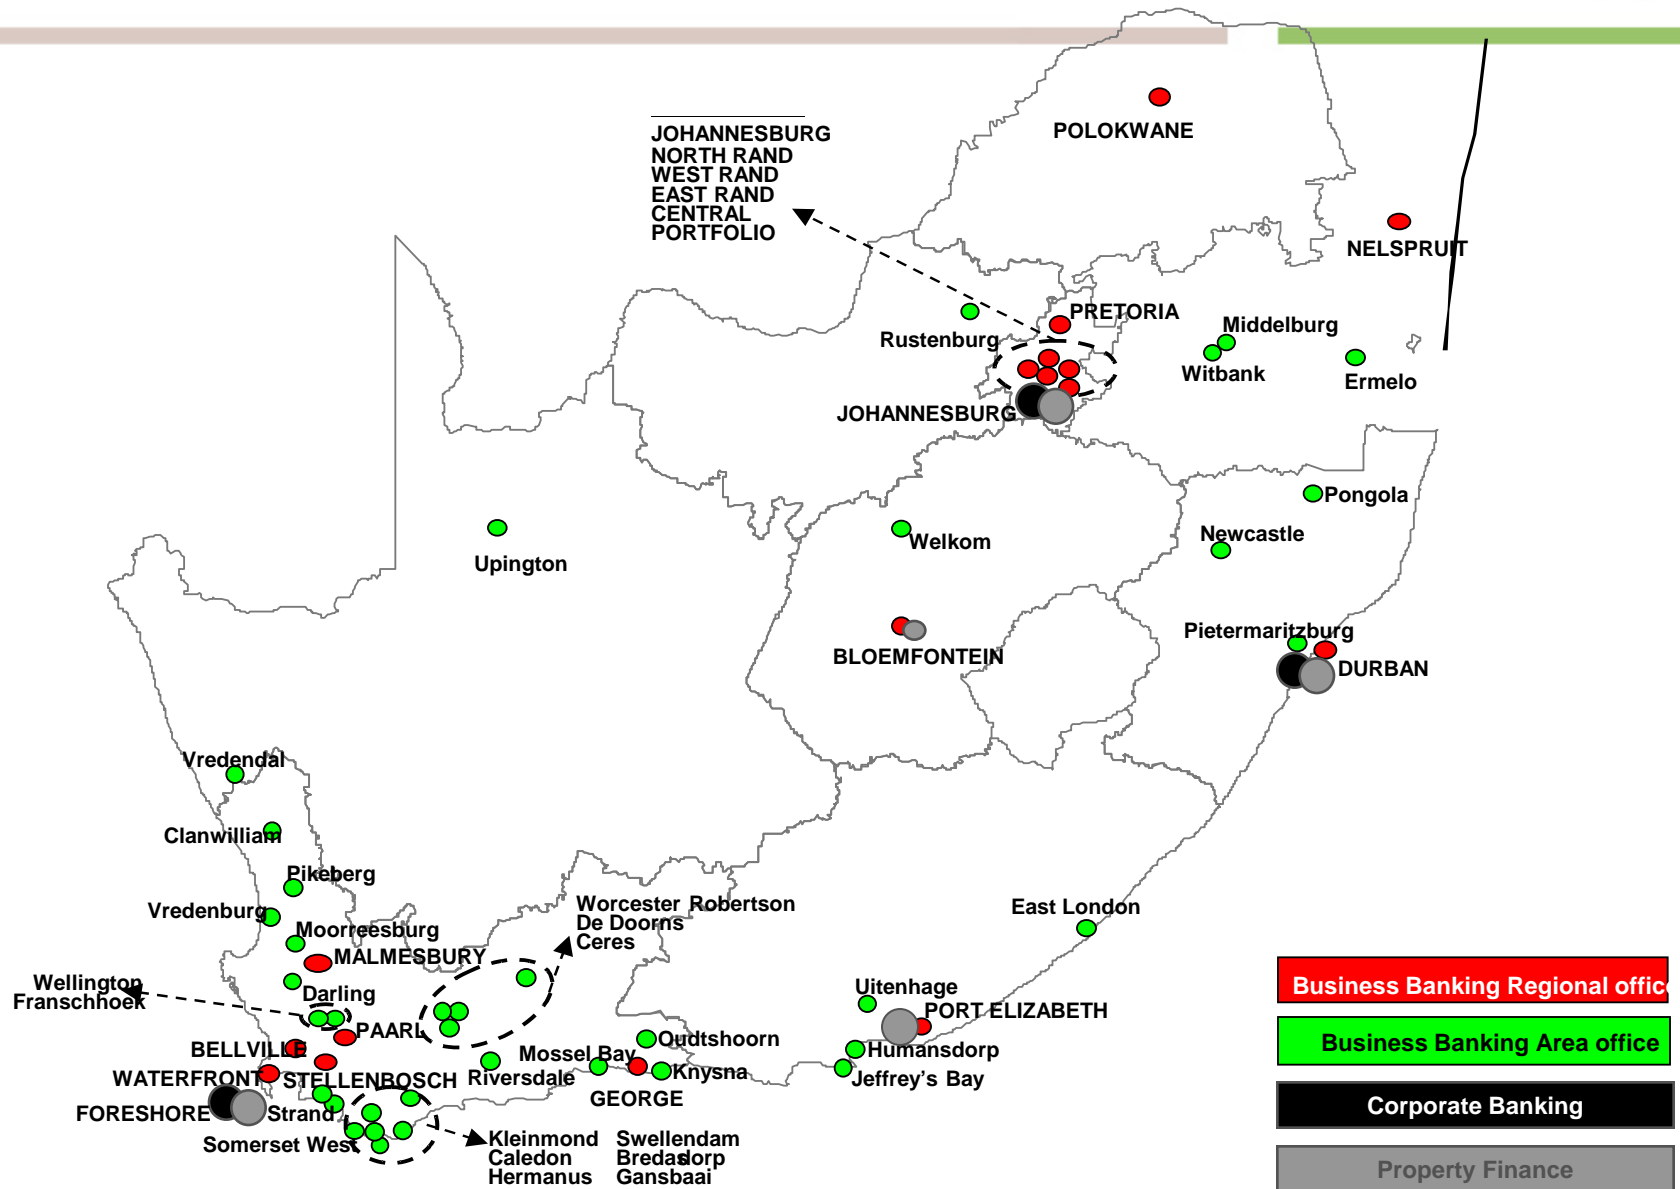 POLOKWANE
JOHANNESBURG
NORTH RAND
WEST RAND
EAST RAND
CENTRAL
PORTFOLIO
NELSPRUIT
PRETORIA
Rustenburg
Middelburg
Witbank
Ermelo
JOHANNESBURG
Pongola
Newcastle
Welkom
Upington
Pietermaritzburg
BLOEMFONTEIN
DURBAN
Vredendal
Clanwilliam
Pikeberg
Worcester Robertson
De Doorns
Ceres
Vredenburg
East London
Moorreesburg
MALMESBURY
Wellington
Franschhoek
Darling
Uitenhage
PORT ELIZABETH
PAARL
Oudtshoorn
BELLVILLE
Mossel Bay
Humansdorp
Knysna
Jeffrey's Bay
WATERFRONT
STELLENBOSCH
Riversdale
GEORGE
FORESHORE
Strand
Somerset West
Kleinmond Swellendam
Caledon Bredasdorp
Hermanus Gansbaai
Business Banking Regional offic
Business Banking Area office
Corporate Banking
Property Finance